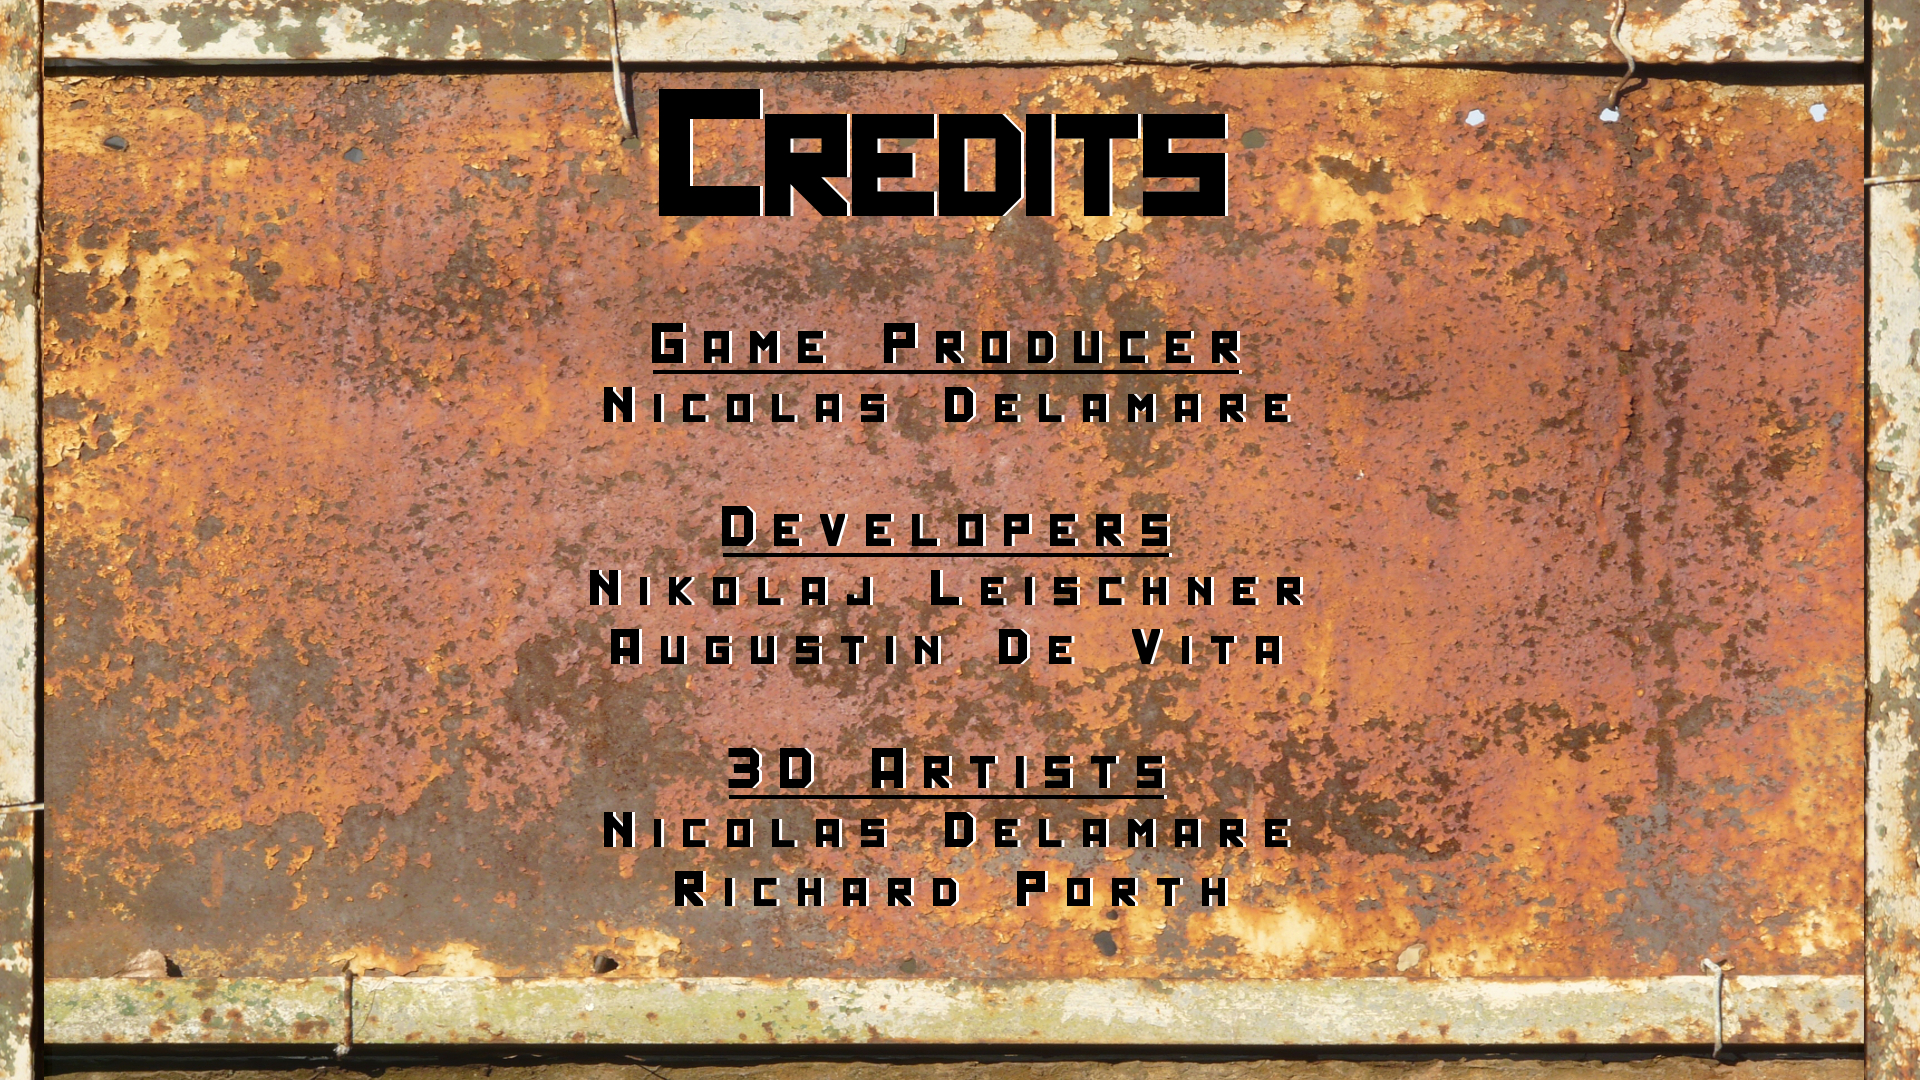 Credits
Game Producer
Nicolas Delamare
Developers
Nikolaj Leischner
Augustin De Vita
3D Artists
Nicolas Delamare
Richard Porth